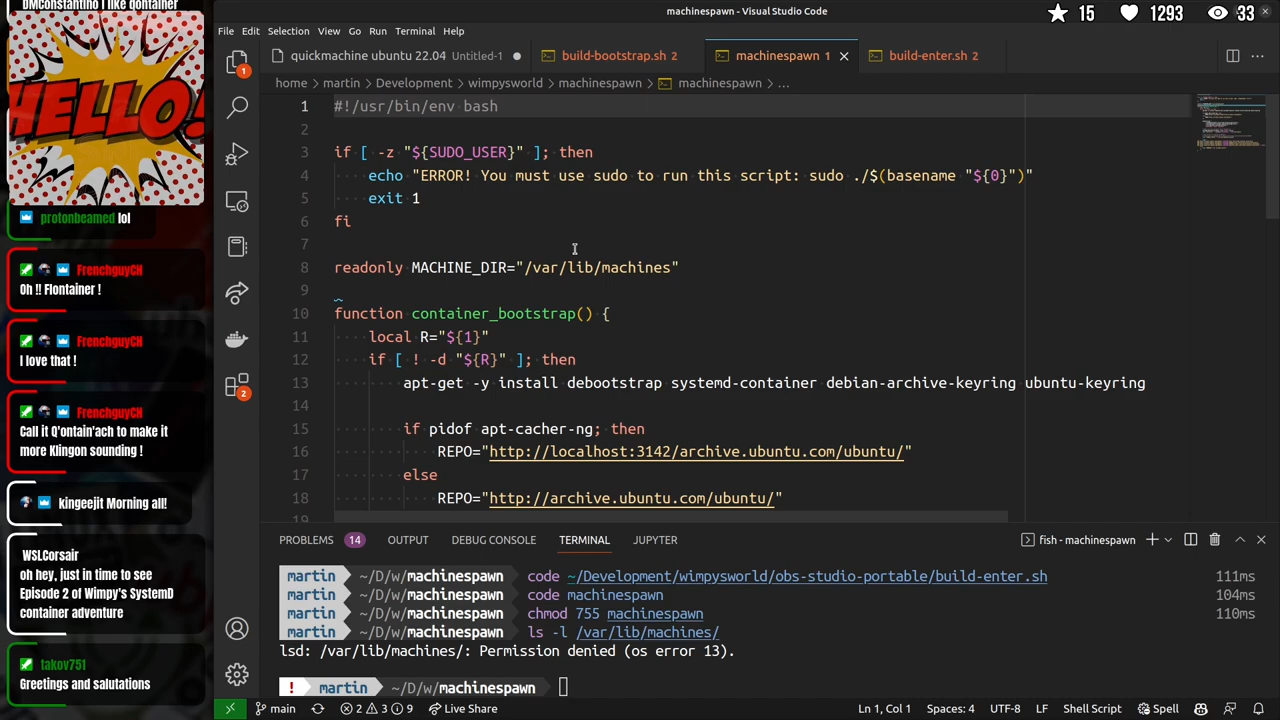 DMConstantino I like qontainer
HELLO!
protonbeamed lol
FrenchguyCH
Oh !! Flontainer !
FrenchguyCH
I love that !
FrenchguyCH
Call it Q'ontain'ach to make it
more Klingon sounding !
kingeejit Morning all!
WSLCorsair
oh hey, just in time to see
Episode 2 of Wimpy's SystemD
container adventure
takov751
Greetings and salutations
machinespawn - Visual Studio Code
15
1293
33
File Edit Selection View Go Run Terminal Help
quickmachine ubuntu 22.04 Untitled-1
build-bootstrap.sh 2
machinespawn 1
build-enter.sh 2
home > martin > Development > wimpysworld > machinespawn > machinespawn > ...
1 #!/usr/bin/env bash
2
3 if [ -z "${SUDO_USER}" ]; then
4 echo "ERROR! You must use sudo to run this script: sudo ./$(basename "${0}")"
5 exit 1
6 fi
7
8 readonly MACHINE_DIR="/var/lib/machines"
9
10 function container_bootstrap() {
11 local R="${1}"
12 if [ ! -d "${R}" ]; then
13 apt-get -y install debootstrap systemd-container debian-archive-keyring ubuntu-keyring
14
15 if pidof apt-cacher-ng; then
16 REPO="http://localhost:3142/archive.ubuntu.com/ubuntu/"
17 else
18 REPO="http://archive.ubuntu.com/ubuntu/"
19
1
2
PROBLEMS 14 OUTPUT DEBUG CONSOLE TERMINAL JUPYTER
fish - machinespawn
martin ~/D/w/machinespawn code ~/Development/wimpysworld/obs-studio-portable/build-enter.sh 111ms
martin ~/D/w/machinespawn code machinespawn 104ms
martin ~/D/w/machinespawn chmod 755 machinespawn 110ms
martin ~/D/w/machinespawn ls -l /var/lib/machines/
lsd: /var/lib/machines/: Permission denied (os error 13).
! martin ~/D/w/machinespawn
main 2 3 9 Live Share Ln 1, Col 1 Spaces: 4 UTF-8 LF Shell Script Spell